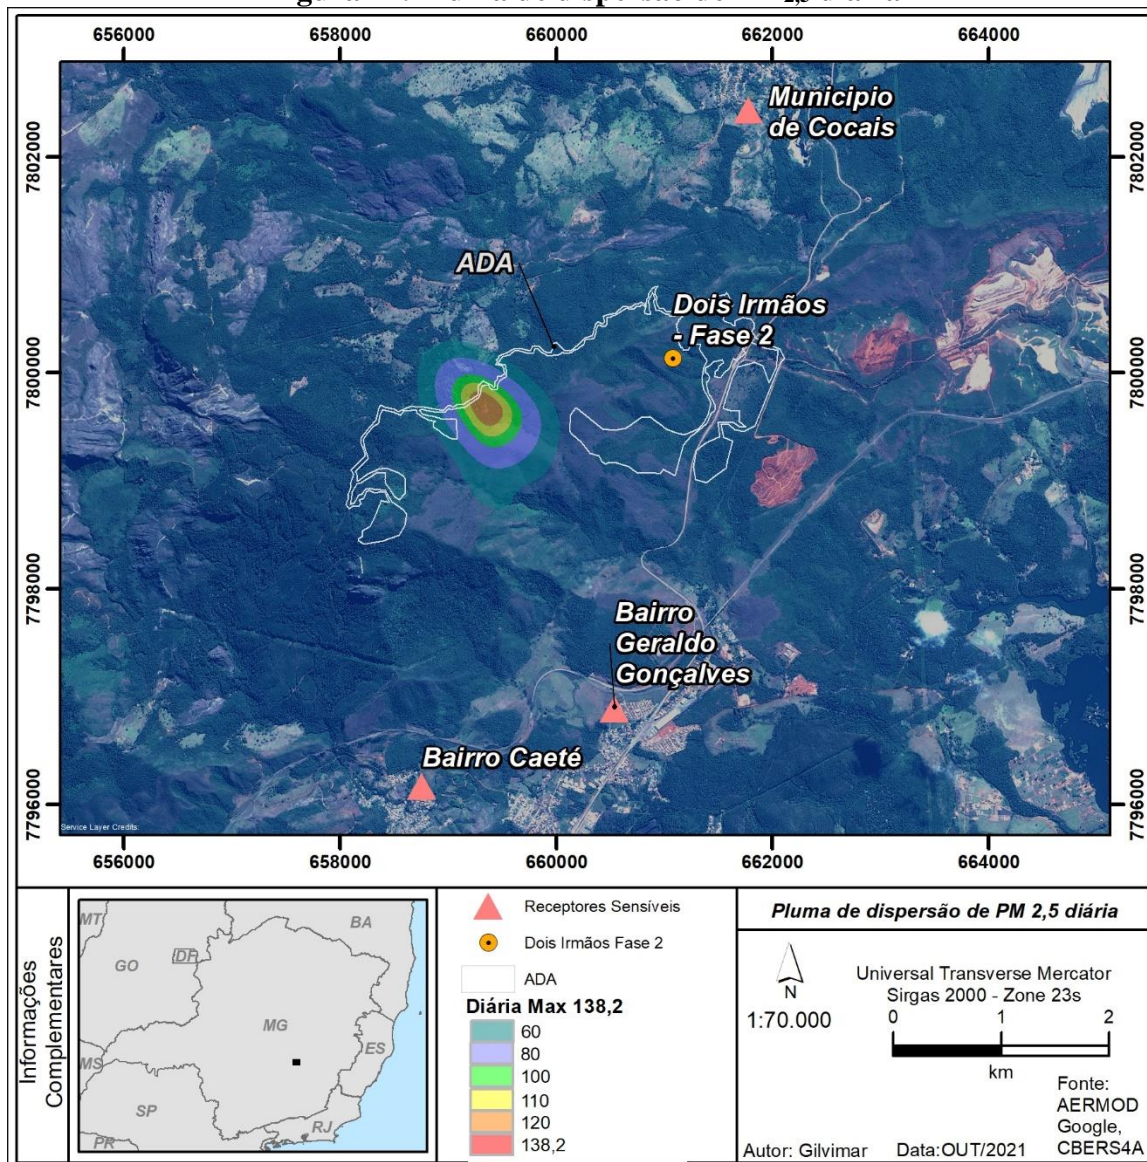 2,5
656000 658000 660000 662000 664000
7802000 7802000
7800000 7800000
7798000 7798000
7796000 7796000
Municipio
de Cocais
ADA
Dois Irmãos
- Fase 2
Bairro
Geraldo
Gonçalves
Bairro Caeté
Service Layer Credits:
656000 658000 660000 662000 664000
Informações
Complementares
MT
BA
GO
DF
MG
MS
ES
SP
RJ
PR
Receptores Sensíveis
Dois Irmãos Fase 2
ADA
Diária Max 138,2
60
80
100
110
120
138,2
Pluma de dispersão de PM 2,5 diária
N
1:70.000
Universal Transverse Mercator
Sirgas 2000 - Zone 23s
0 1 2
km
Fonte:
AERMOD
Google,
CBERS4A
Autor: Gilvimar Data:OUT/2021